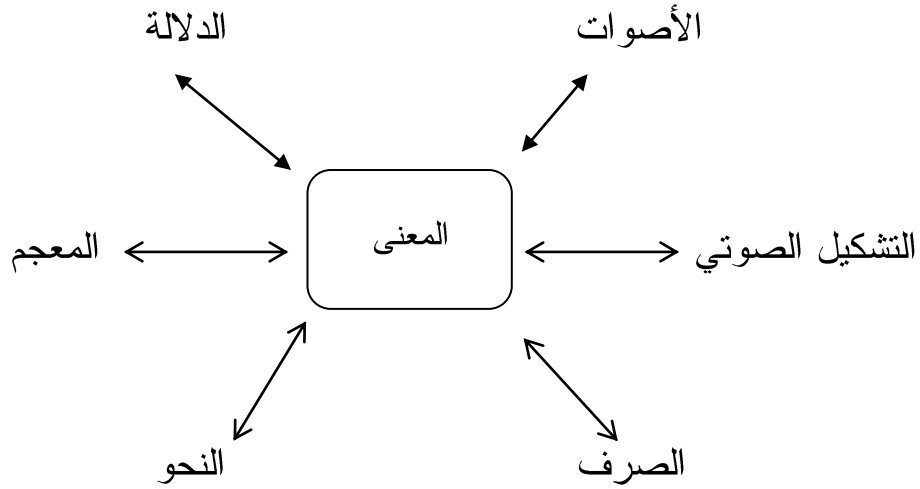 الأصوات
الدلالة
المعنى
التشكيل الصوتي
المعجم
الصرف
النحو